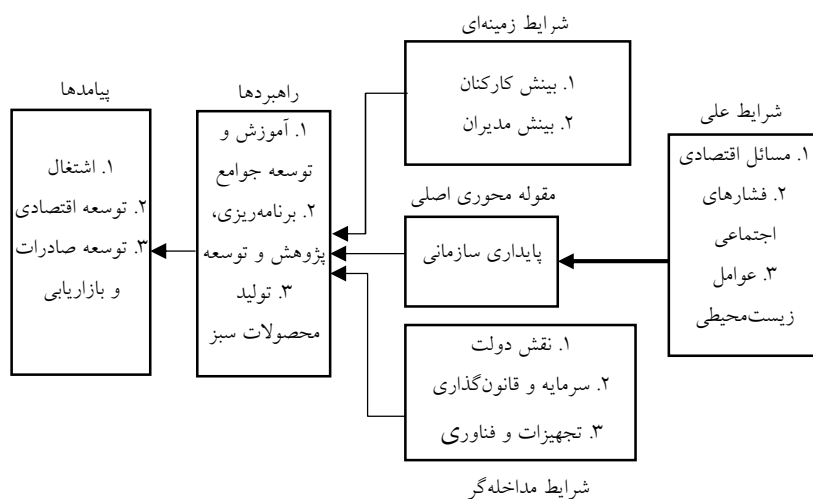 شرایط علی
۱. مسائل اقتصادی
۲. فشارهای
اجتماعی
۳. عوامل
زیست‌محیطی
شرایط زمینه‌ای
۱. بینش کارکنان
۲. بینش مدیران
مقوله محوری اصلی
پایداری سازمانی
۱. نقش دولت
۲. سرمایه و قانون‌گذاری
۳. تجهیزات و فناوری
شرایط مداخله‌گر
راهبردها
۱. آموزش و
توسعه جوامع
۲. برنامه‌ریزی،
پژوهش و توسعه
۳. تولید
محصولات سبز
پیامدها
۱. اشتغال
۲. توسعه اقتصادی
۳. توسعه صادرات
و بازاریابی